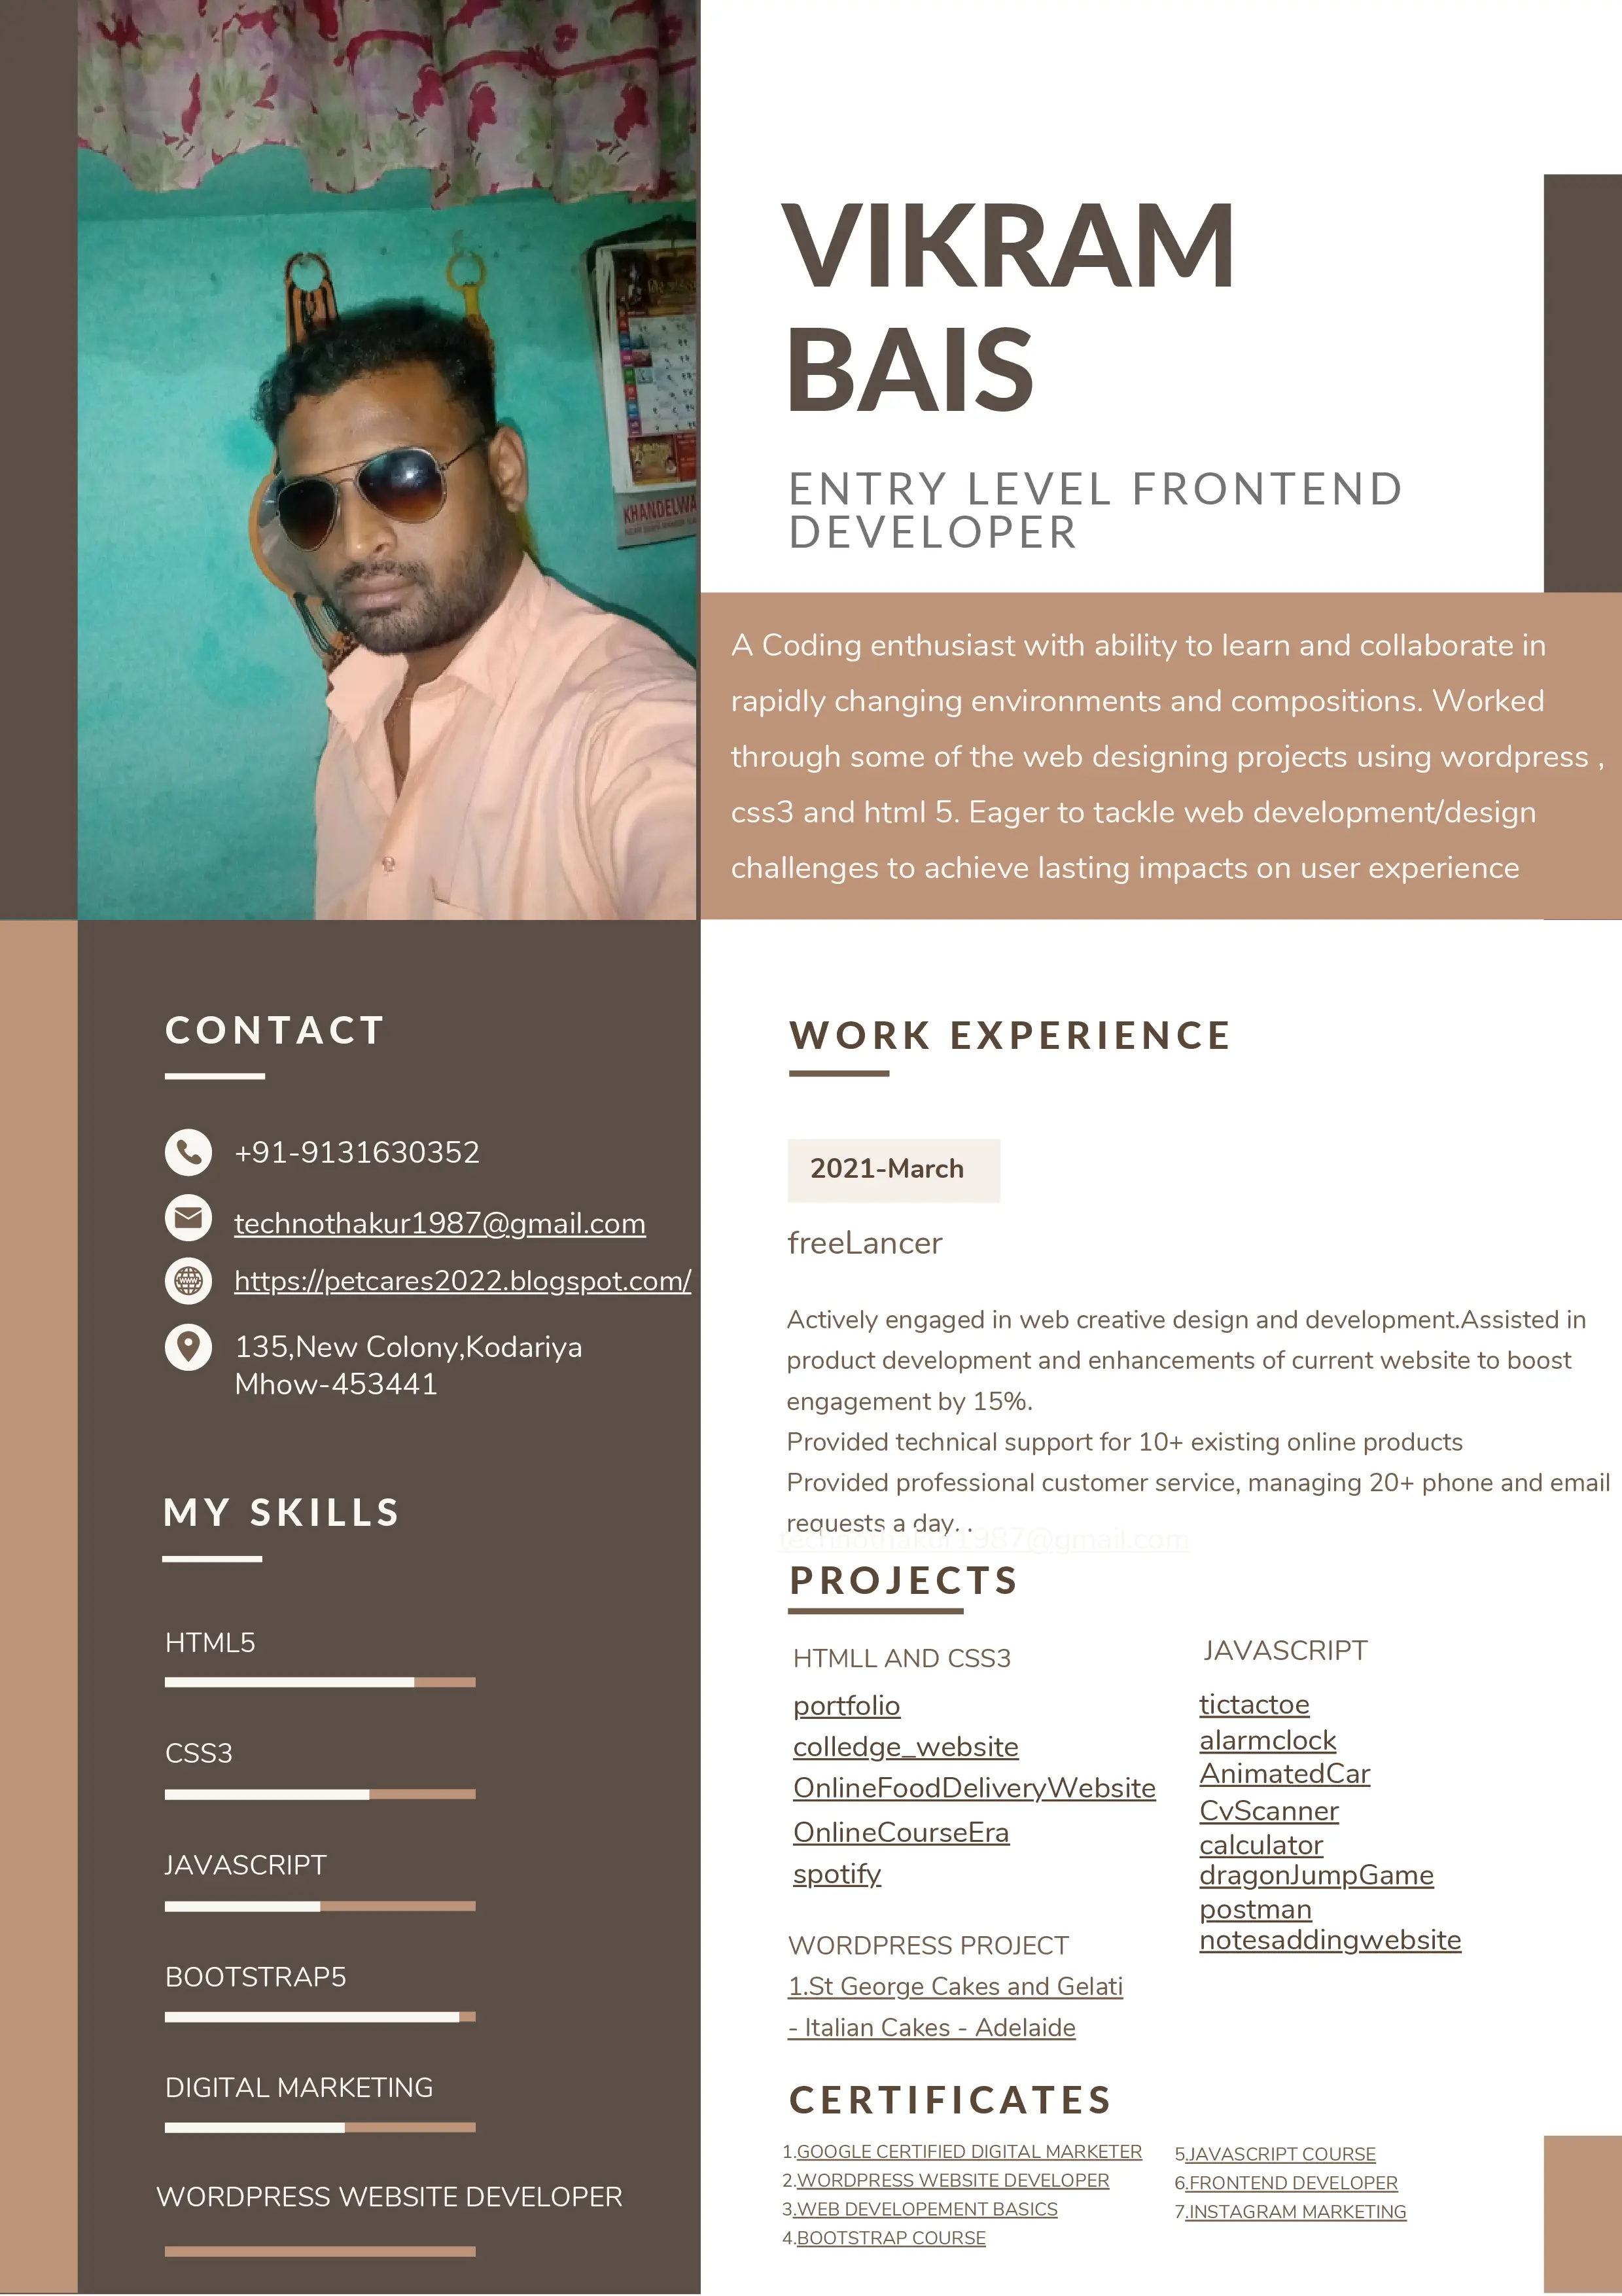 KHANDELWA
VIKRAM
BAIS
ENTRY LEVEL FRONTEND
DEVELOPER
A Coding enthusiast with ability to learn and collaborate in
rapidly changing environments and compositions. Worked
through some of the web designing projects using wordpress ,
css3 and html 5. Eager to tackle web development/design
challenges to achieve lasting impacts on user experience
CONTACT
+91-9131630352
technothakur1987@gmail.com
https://petcares2022.blogspot.com/
135,New Colony,Kodariya
Mhow-453441
MY SKILLS
HTML5
CSS3
JAVASCRIPT
BOOTSTRAP5
DIGITAL MARKETING
WORDPRESS WEBSITE DEVELOPER
WORK EXPERIENCE
2021-March
freeLancer
Actively engaged in web creative design and development.Assisted in
product development and enhancements of current website to boost
engagement by 15%.
Provided technical support for 10+ existing online products
Provided professional customer service, managing 20+ phone and email
requests a day. .
technothakur1987@gmail.com
PROJECTS
HTMLL AND CSS3
portfolio
colledge_website
OnlineFoodDeliveryWebsite
OnlineCourseEra
spotify
WORDPRESS PROJECT
1.St George Cakes and Gelati
- Italian Cakes - Adelaide
JAVASCRIPT
tictactoe
alarmclock
AnimatedCar
CvScanner
calculator
dragonJumpGame
postman
notesaddingwebsite
CERTIFICATES
1.GOOGLE CERTIFIED DIGITAL MARKETER
2.WORDPRESS WEBSITE DEVELOPER
3.WEB DEVELOPEMENT BASICS
4.BOOTSTRAP COURSE
5.JAVASCRIPT COURSE
6.FRONTEND DEVELOPER
7.INSTAGRAM MARKETING